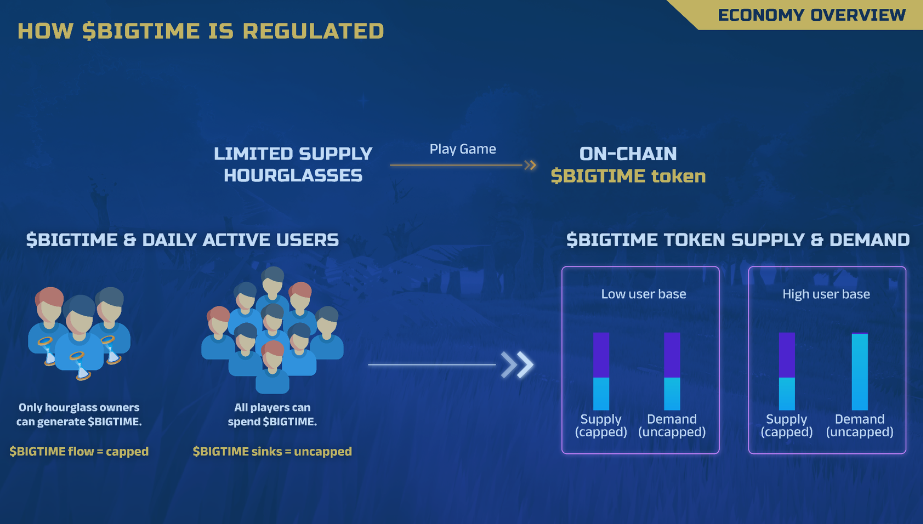 HOW $BIGTIME IS REGULATED
ECONOMY OVERVIEW
LIMITED SUPPLY
HOURGLASSES
Play Game
ON-CHAIN
$BIGTIME token
$BIGTIME & DAILY ACTIVE USERS
Only hourglass owners
can generate $BIGTIME.
$BIGTIME flow = capped
All players can
spend $BIGTIME.
$BIGTIME sinks = uncapped
$BIGTIME TOKEN SUPPLY & DEMAND
Low user base
Supply
(capped)
Demand
(uncapped)
High user base
Supply
(capped)
Demand
(uncapped)